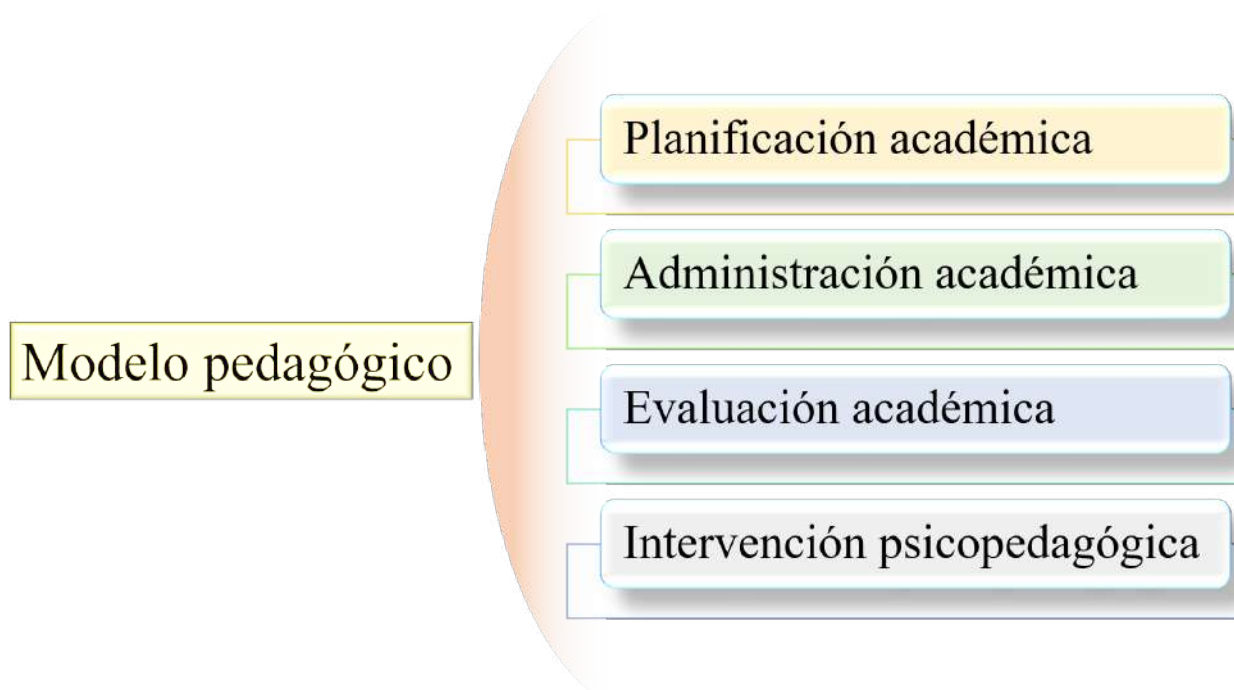 Modelo pedagógico
Planificación académica
Administración académica
Evaluación académica
Intervención psicopedagógica